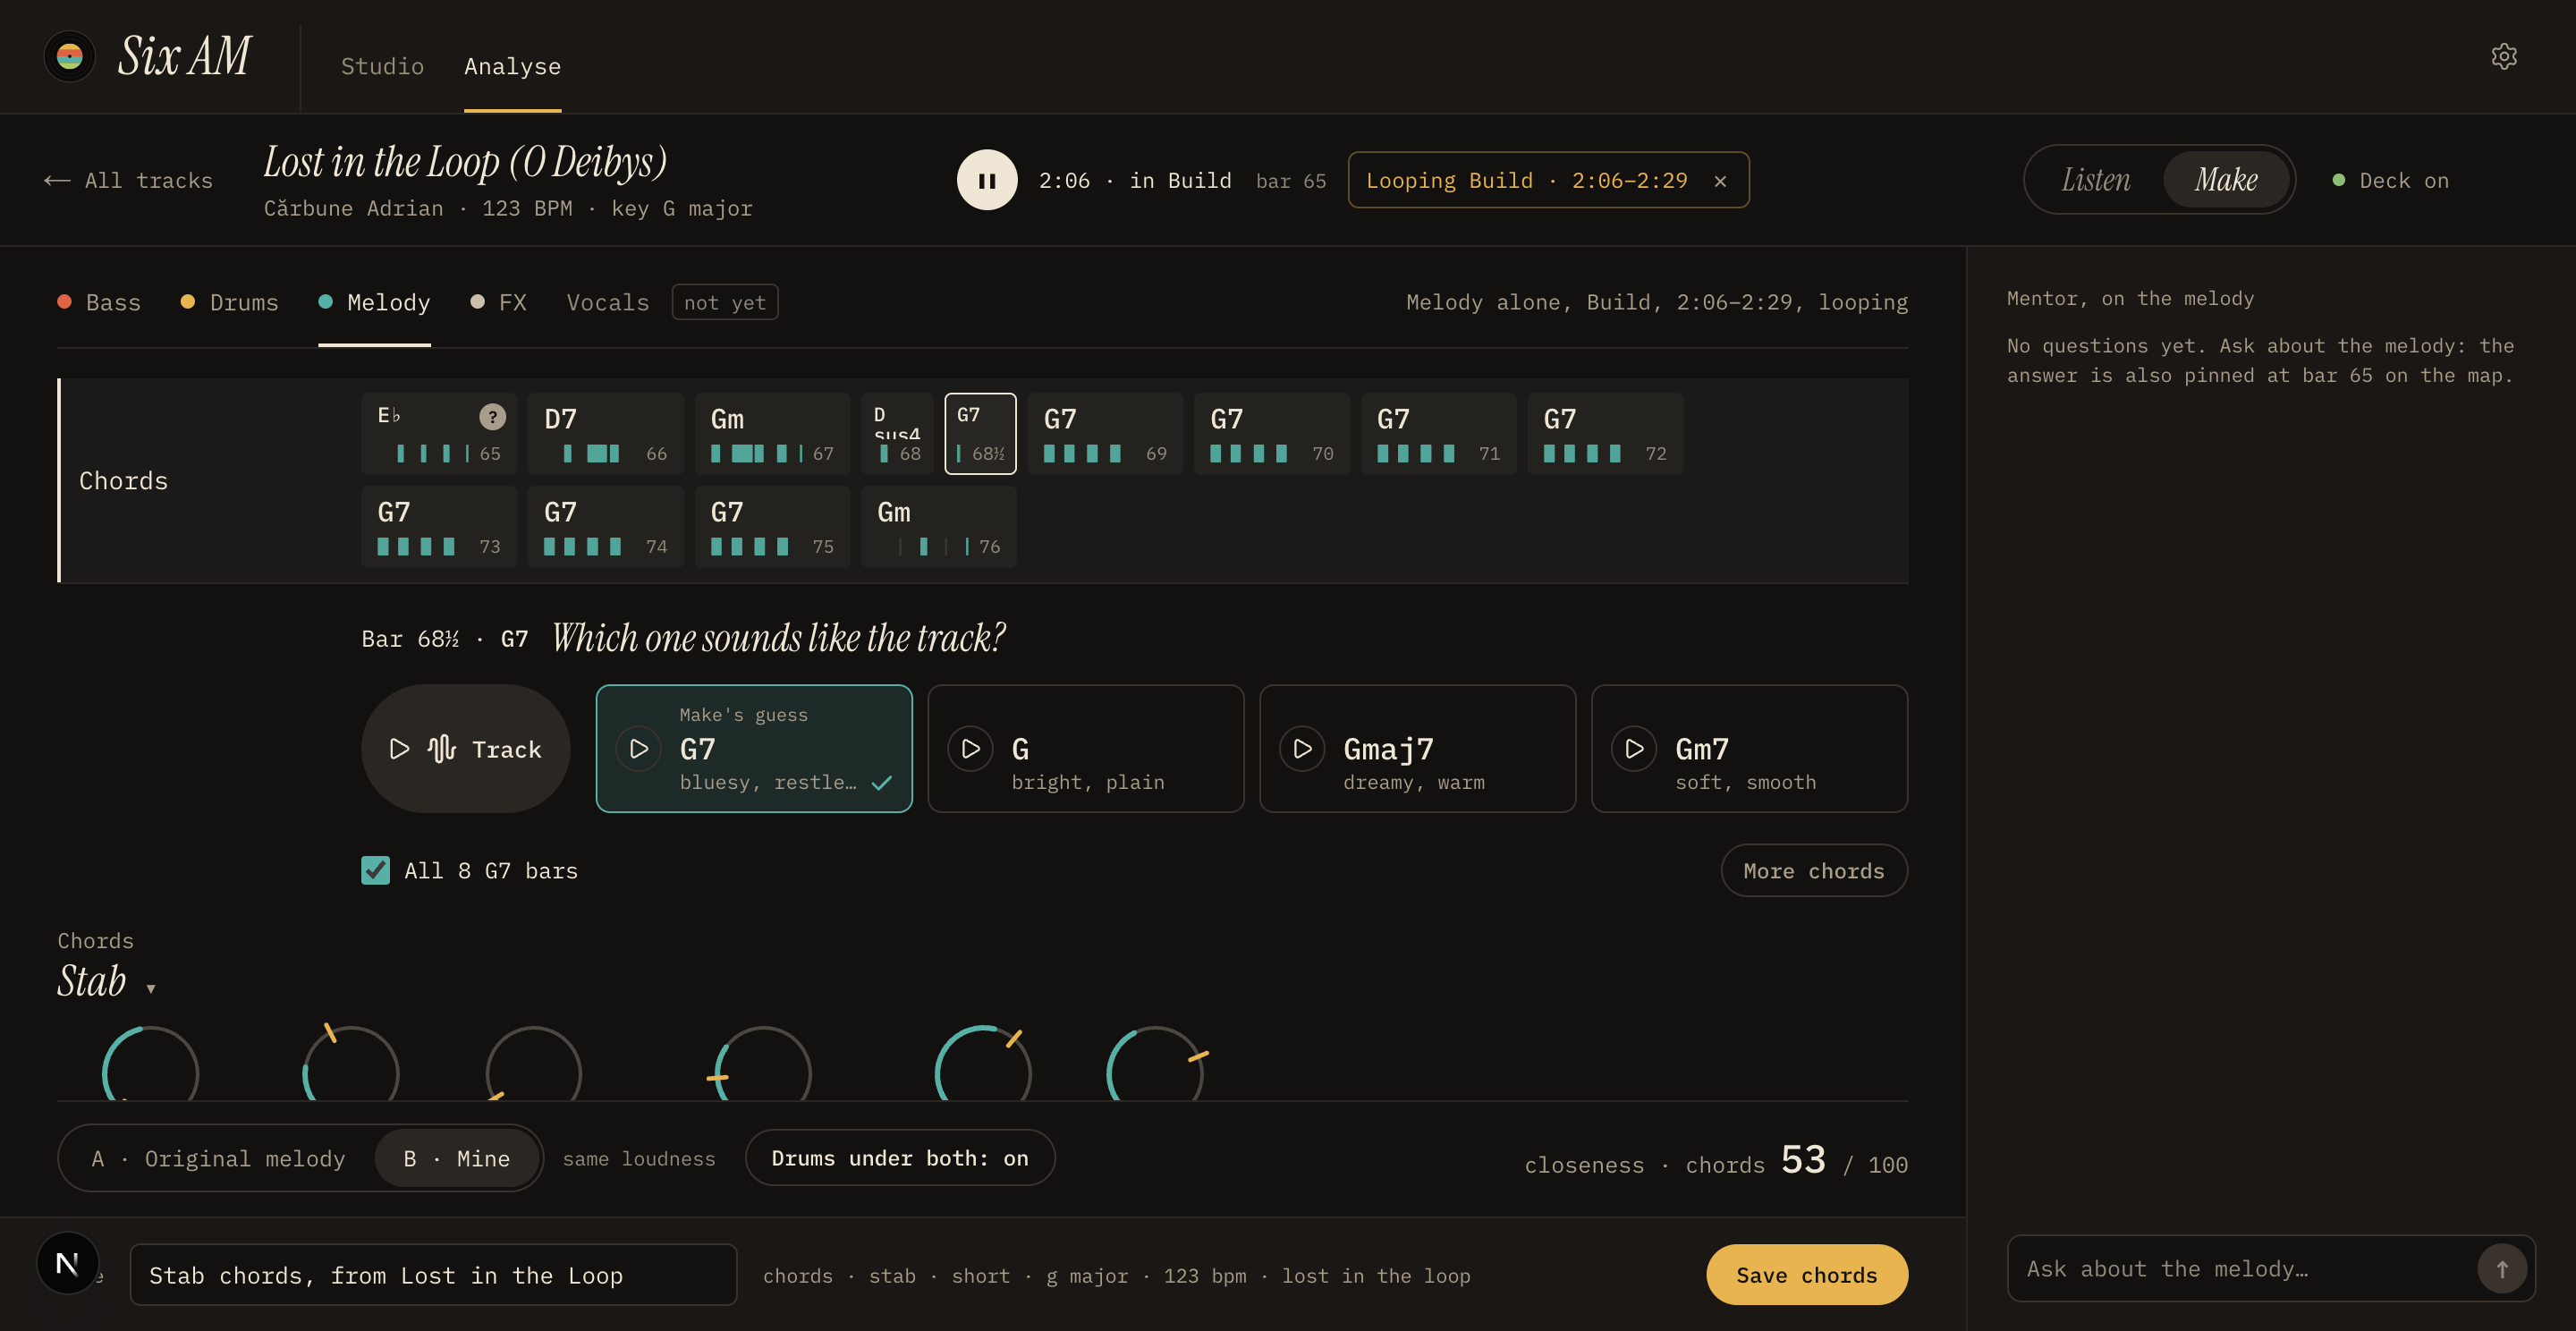 Six AM
Studio
Analyse
← All tracks
Lost in the Loop (O Deibys)
Cărbune Adrian · 123 BPM · key G major
2:06 · in Build bar 65
Looping Build · 2:06–2:29 ×
Listen
Make
Deck on
Bass
Drums
Melody
FX
Vocals
not yet
Melody alone, Build, 2:06–2:29, looping
Chords
E♭ ? 65
D7 66
Gm 67
D sus4 68
G7 68½
G7 69
G7 70
G7 71
G7 72
G7 73
G7 74
G7 75
Gm 76
Bar 68½ · G7 Which one sounds like the track?
Track
Make's guess
G7
bluesy, restle…
G
bright, plain
Gmaj7
dreamy, warm
Gm7
soft, smooth
All 8 G7 bars
More chords
Chords
Stab ▾
A · Original melody
B · Mine
same loudness
Drums under both: on
closeness · chords 53 / 100
N
Stab chords, from Lost in the Loop
chords · stab · short · g major · 123 bpm · lost in the loop
Save chords
Mentor, on the melody
No questions yet. Ask about the melody: the
answer is also pinned at bar 65 on the map.
Ask about the melody…
↑